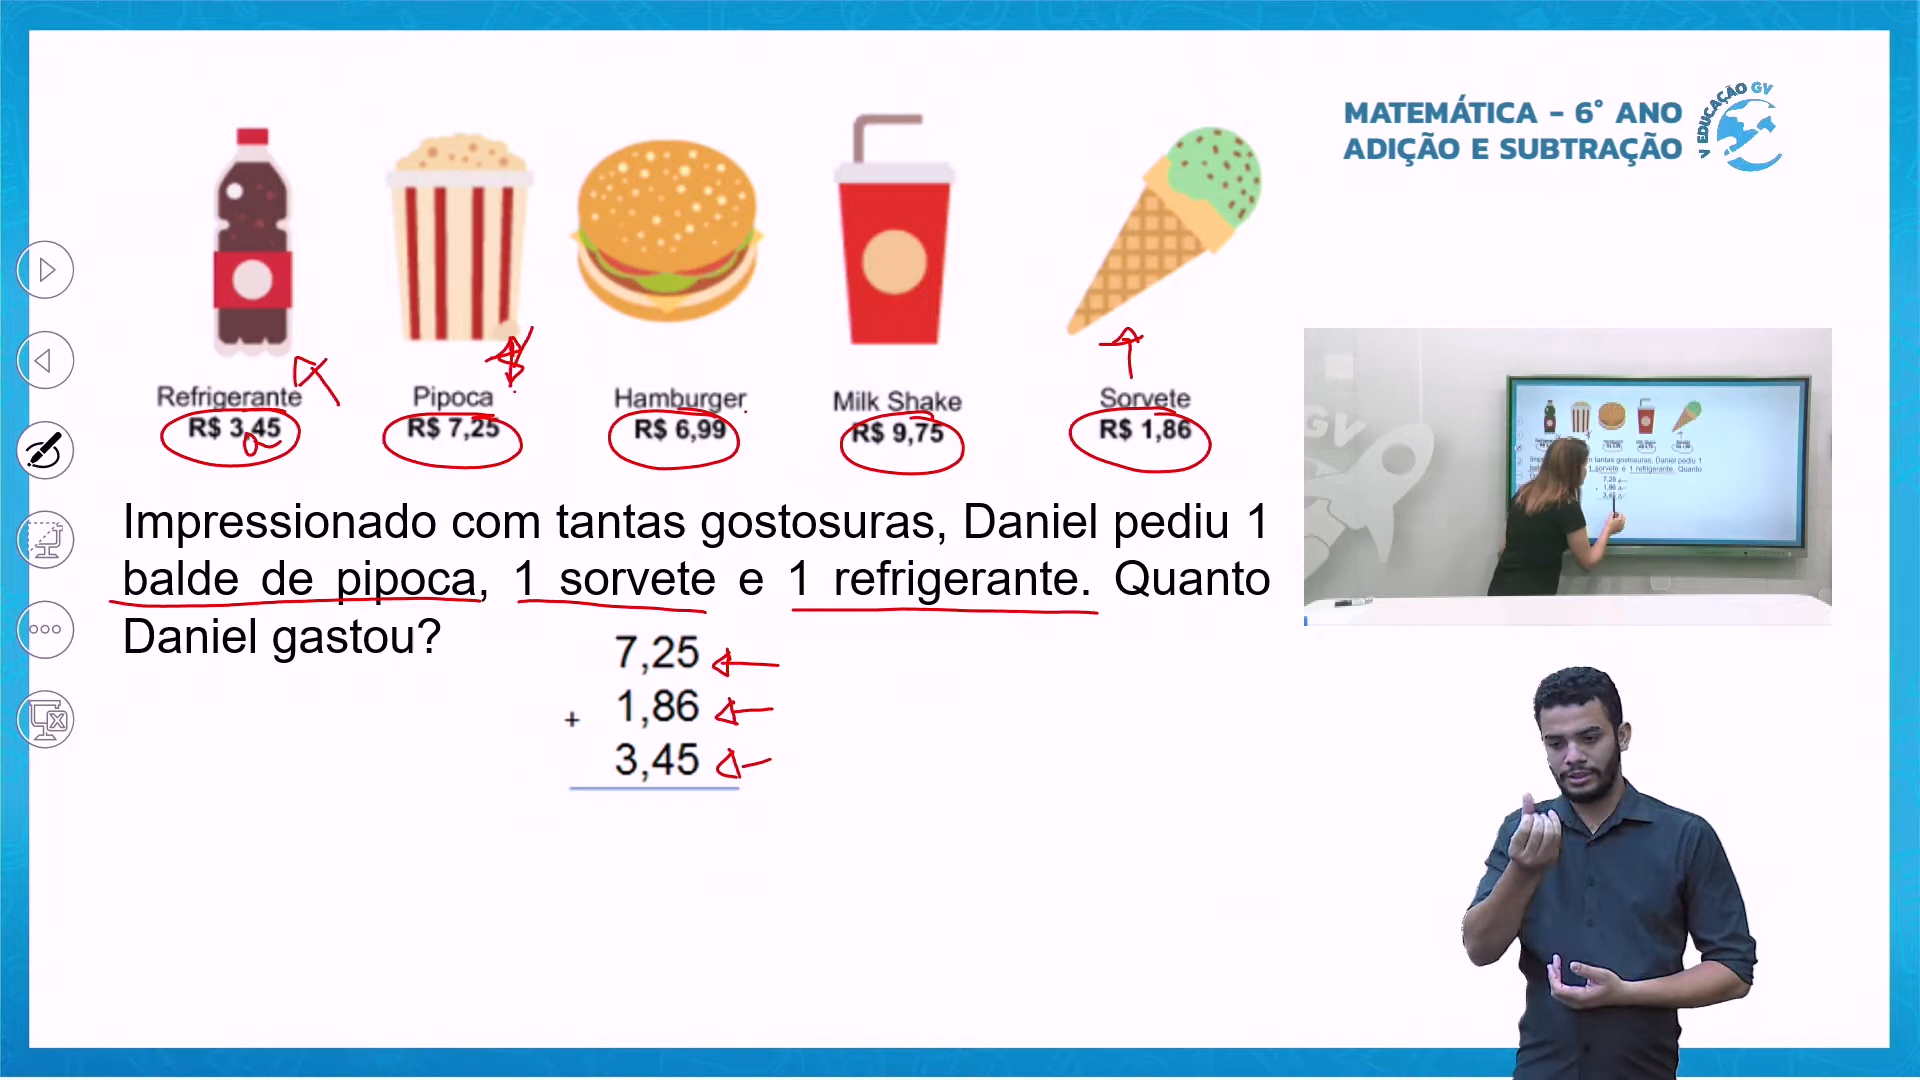 MATEMÁTICA - 6° ANO
ADIÇÃO E SUBTRAÇÃO
V EDUCAÇÃO GV
Refrigerante
R$ 3,45
Pipoca
R$ 7,25
Hamburger
R$ 6,99
Milk Shake
R$ 9,75
Sorvete
R$ 1,86
Impressionado com tantas gostosuras, Daniel pediu 1
balde de pipoca, 1 sorvete e 1 refrigerante. Quanto
Daniel gastou?
7,25
+ 1,86
3,45
GV